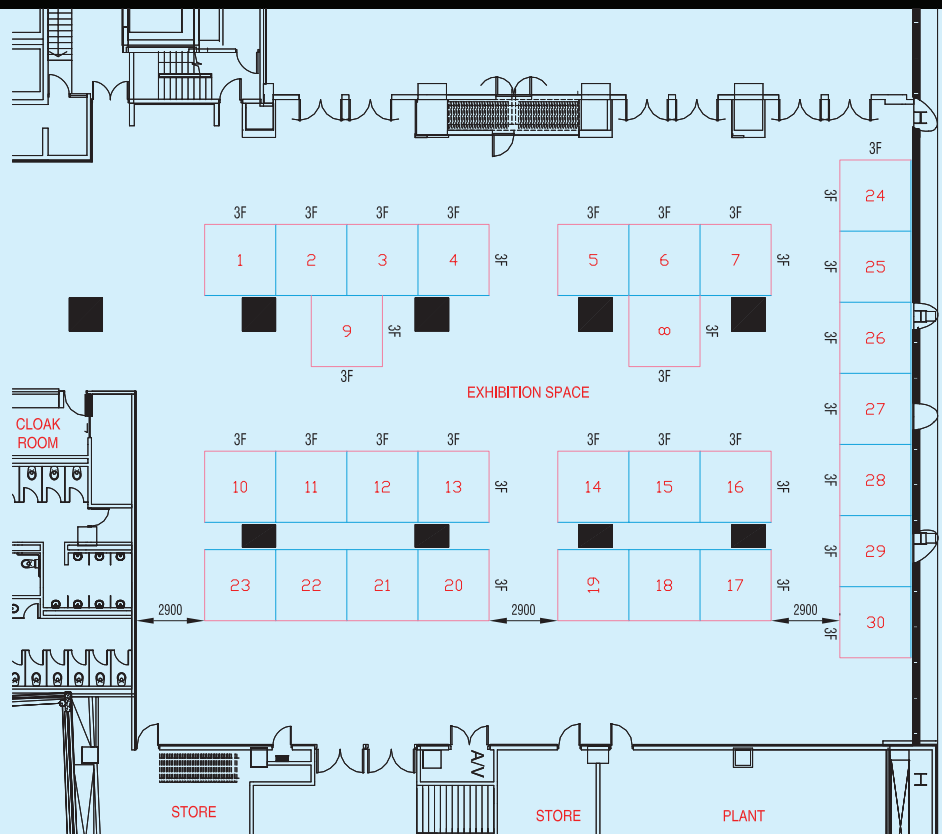 H
3F
3F 24
3F 3F 3F 3F 3F 3F 3F
1 2 3 4 3F 5 6 7 3F 3F 25
9 3F 8 3F 3F 26
3F 3F
EXHIBITION SPACE
3F 27
CLOAK
ROOM
3F 3F 3F 3F 3F 3F 3F
10 11 12 13 3F 14 15 16 3F 3F 28
3F 29
23 22 21 20 3F 19 18 17 3F
2900 2900 2900
3F 30
A/V
H
STORE STORE PLANT